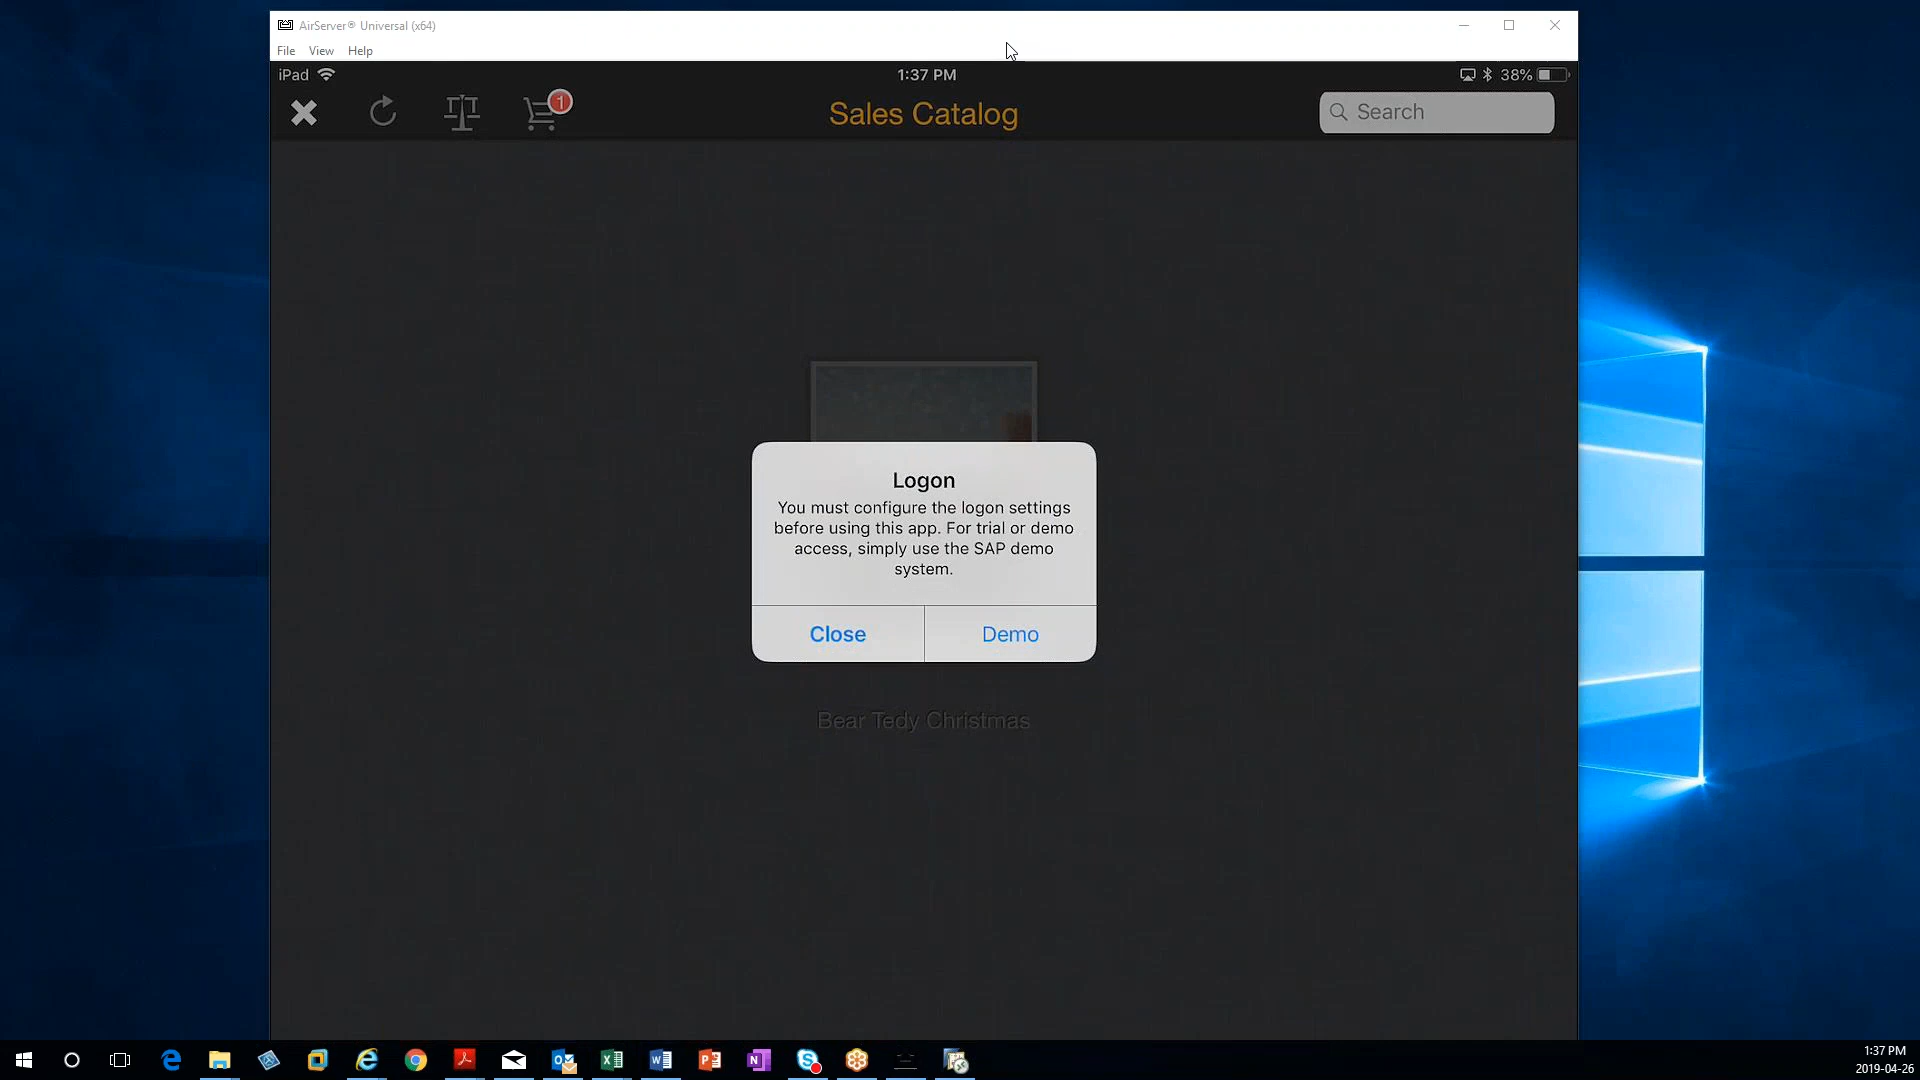 AirServer® Universal (x64)
File View Help
iPad 1:37 PM 38%
1
Sales Catalog
Search
Logon
You must configure the logon settings
before using this app. For trial or demo
access, simply use the SAP demo
system.
Close Demo
Bear Tedy Christmas
1:37 PM
2019-04-26